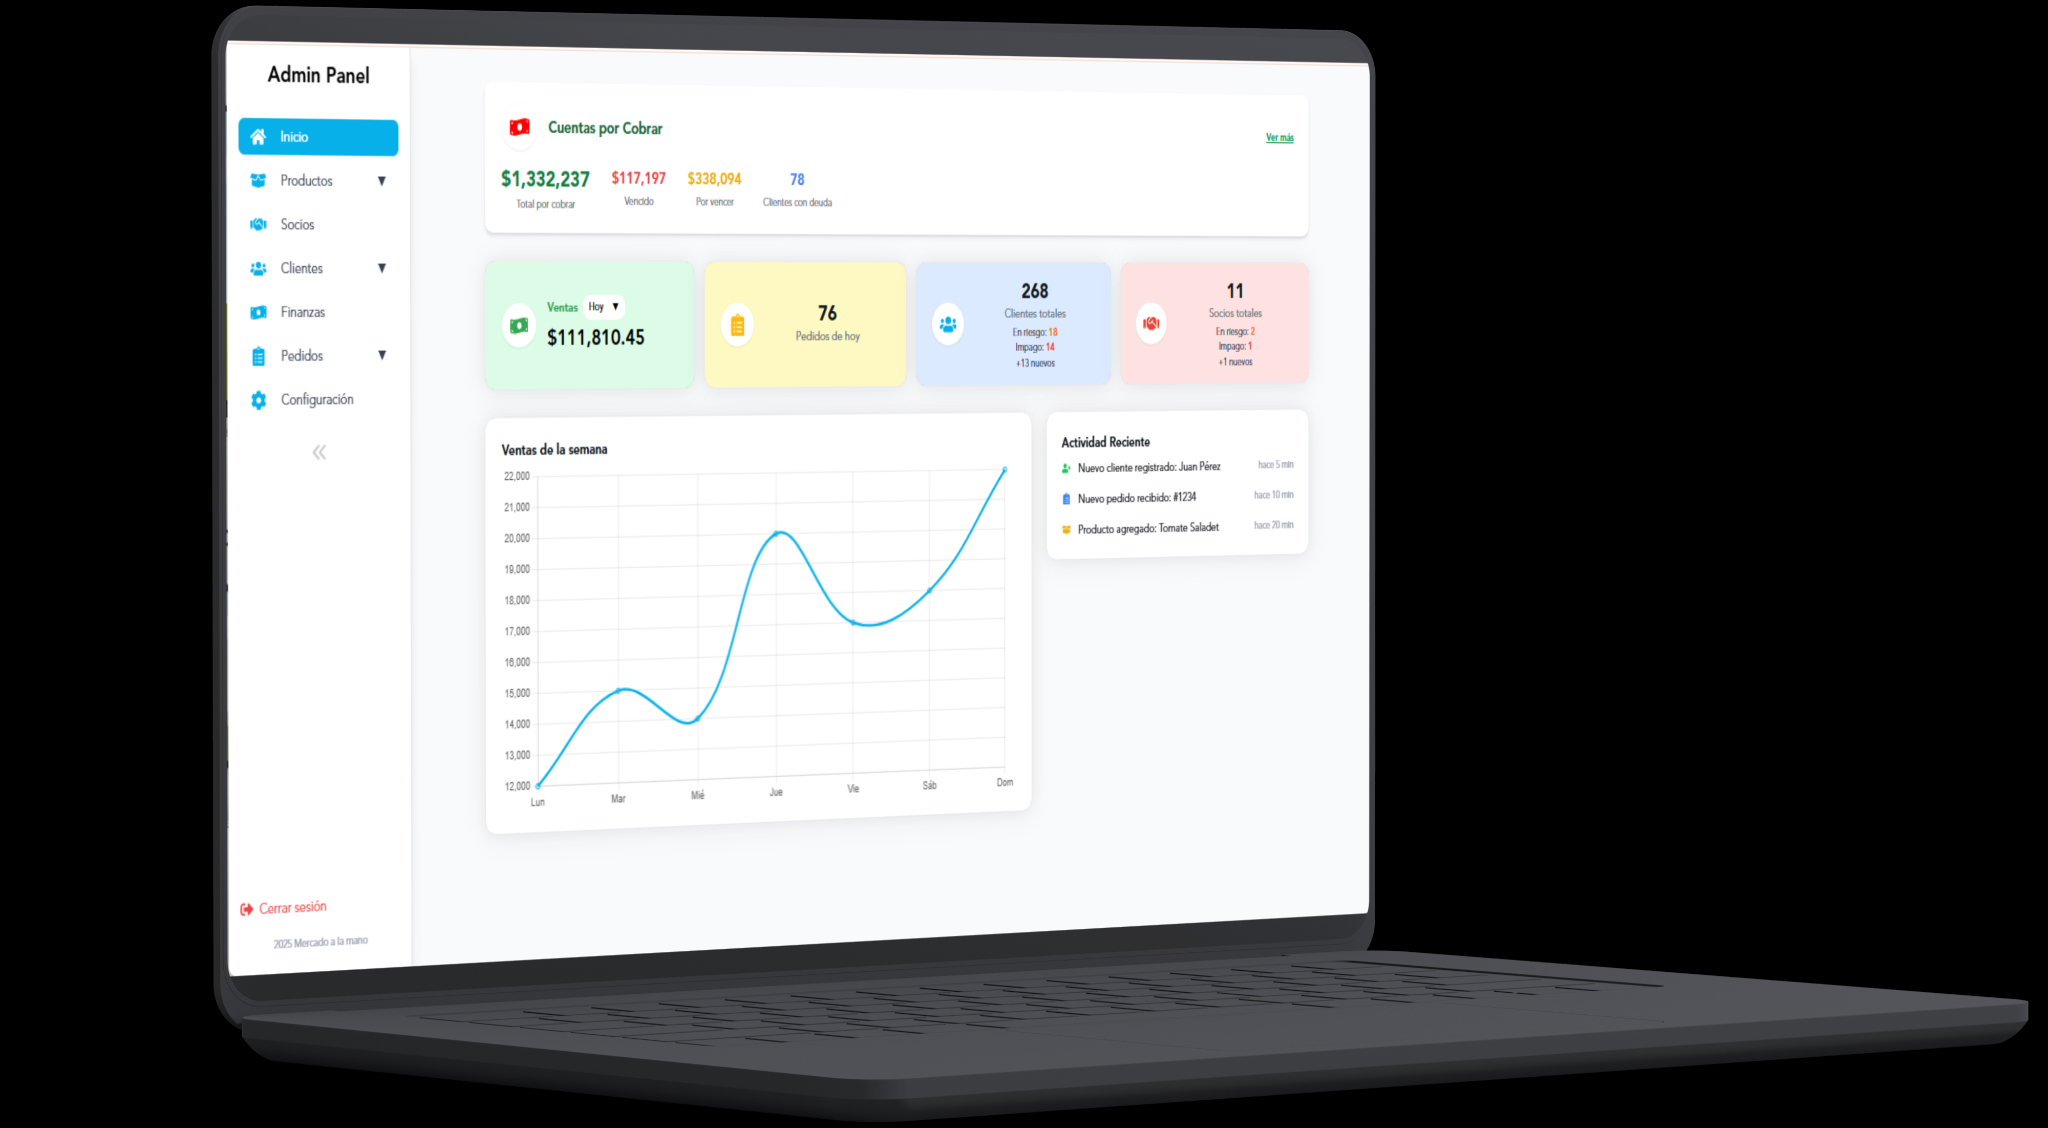 Admin Panel
Inicio
Productos
Socios
Clientes
Finanzas
Pedidos
Configuración
Cerrar sesión
2025 Mercado a la mano
Cuentas por Cobrar
Ver más
$1,332,237
Total por cobrar
$117,197
Vencido
$338,094
Por vencer
78
Clientes con deuda
Ventas Hoy
$111,810.45
76
Pedidos de hoy
268
Clientes totales
En riesgo: 18
Impago: 14
+13 nuevos
11
Socios totales
En riesgo: 2
Impago: 1
+1 nuevos
Ventas de la semana
22,000
21,000
20,000
19,000
18,000
17,000
16,000
15,000
14,000
13,000
12,000
Lun Mar Mié Jue Vie Sáb Dom
Actividad Reciente
Nuevo cliente registrado: Juan Pérez hace 5 min
Nuevo pedido recibido: #1234 hace 10 min
Producto agregado: Tomate Saladet hace 20 min